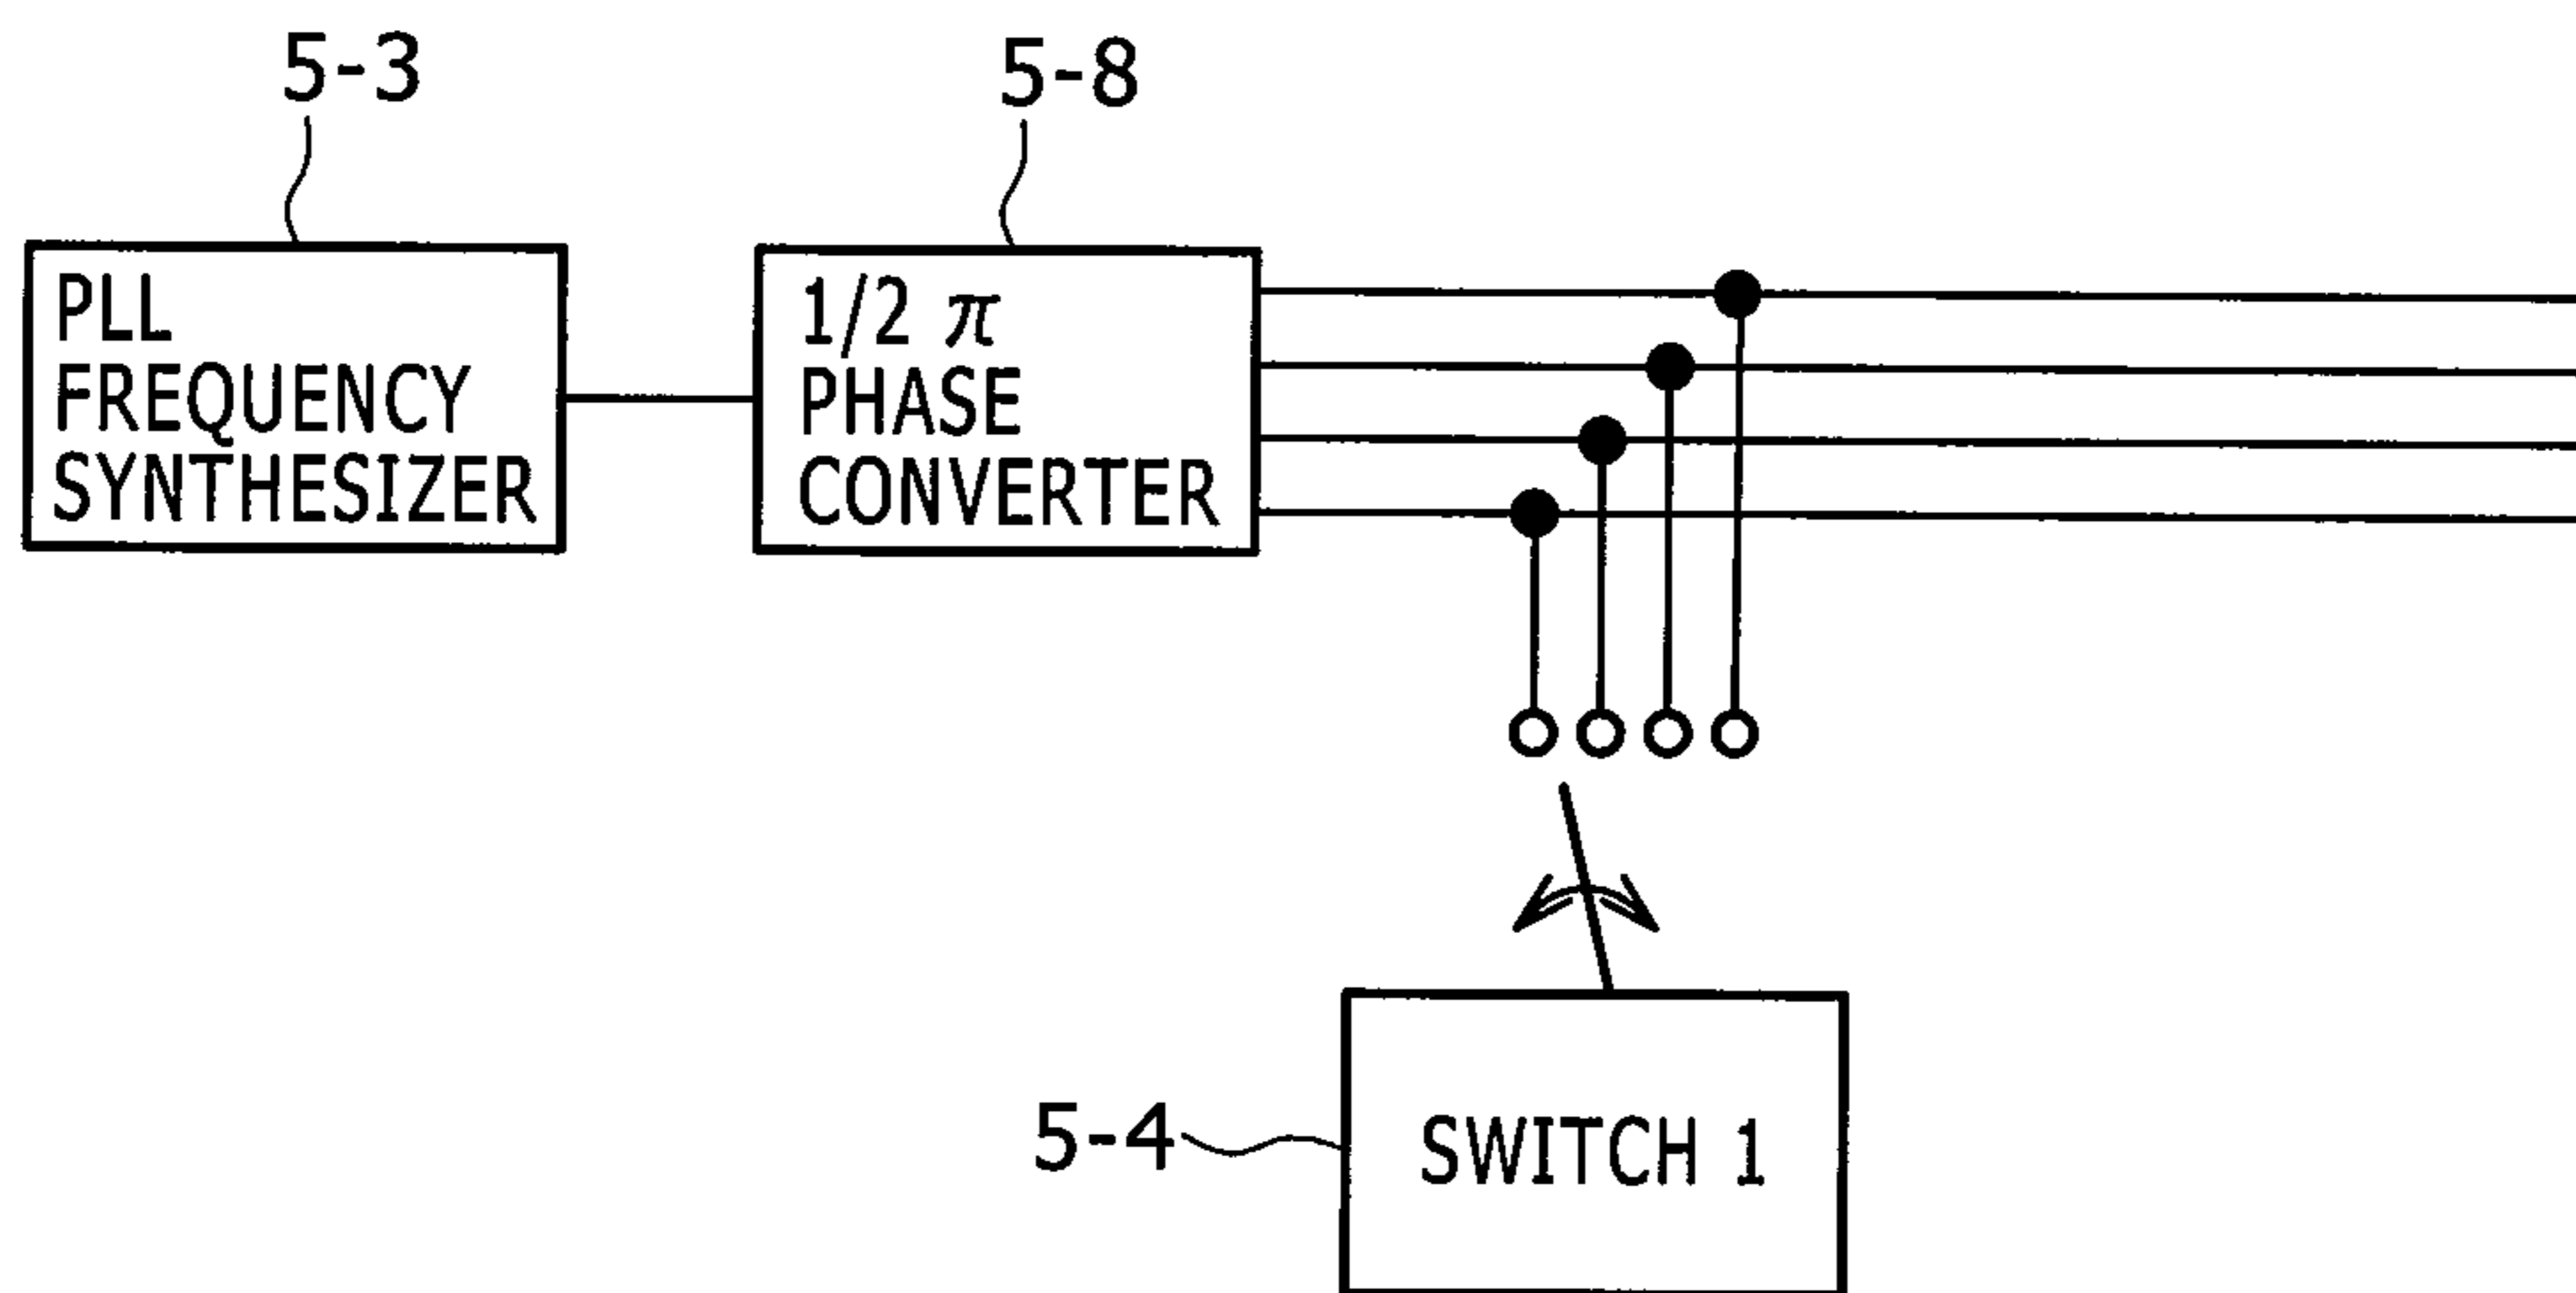 5-3
5-8
PLL
FREQUENCY
SYNTHESIZER
1/2 π
PHASE
CONVERTER
5-4
SWITCH 1